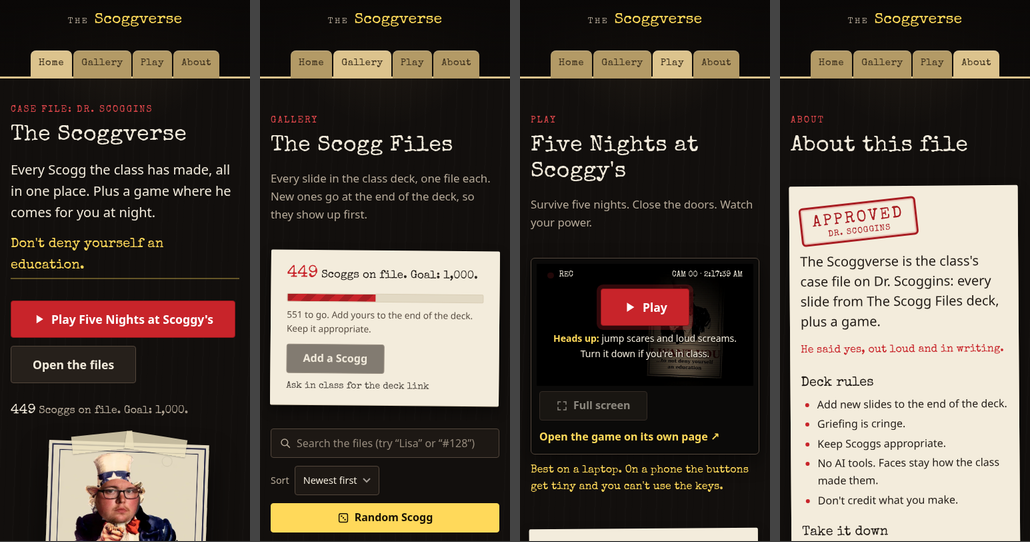 THE Scoggverse
Home Gallery Play About
CASE FILE: DR. SCOGGINS
The Scoggverse
Every Scogg the class has made, all
in one place. Plus a game where he
comes for you at night.
Don't deny yourself an
education.
Play Five Nights at Scoggy's
Open the files
449 Scoggs on file. Goal: 1,000.
THE Scoggverse
Home Gallery Play About
GALLERY
The Scogg Files
Every slide in the class deck, one file each.
New ones go at the end of the deck, so
they show up first.
449 Scoggs on file. Goal: 1,000.
551 to go. Add yours to the end of the deck.
Keep it appropriate.
Add a Scogg
Ask in class for the deck link
Search the files (try “Lisa” or “#128”)
Sort Newest first
Random Scogg
THE Scoggverse
Home Gallery Play About
PLAY
Five Nights at
Scoggy's
Survive five nights. Close the doors. Watch
your power.
REC CAM 00 · 2:17:39 AM
Play
Heads up: jump scares and loud screams.
Turn it down if you're in class.
Full screen
Open the game on its own page ↗
Best on a laptop. On a phone the buttons
get tiny and you can't use the keys.
THE Scoggverse
Home Gallery Play About
ABOUT
About this file
APPROVED
DR. SCOGGINS
The Scoggverse is the class's
case file on Dr. Scoggins: every
slide from The Scogg Files deck,
plus a game.
He said yes, out loud and in writing.
Deck rules
Add new slides to the end of the deck.
Griefing is cringe.
Keep Scoggs appropriate.
No AI tools. Faces stay how the class
made them.
Don't credit what you make.
Take it down